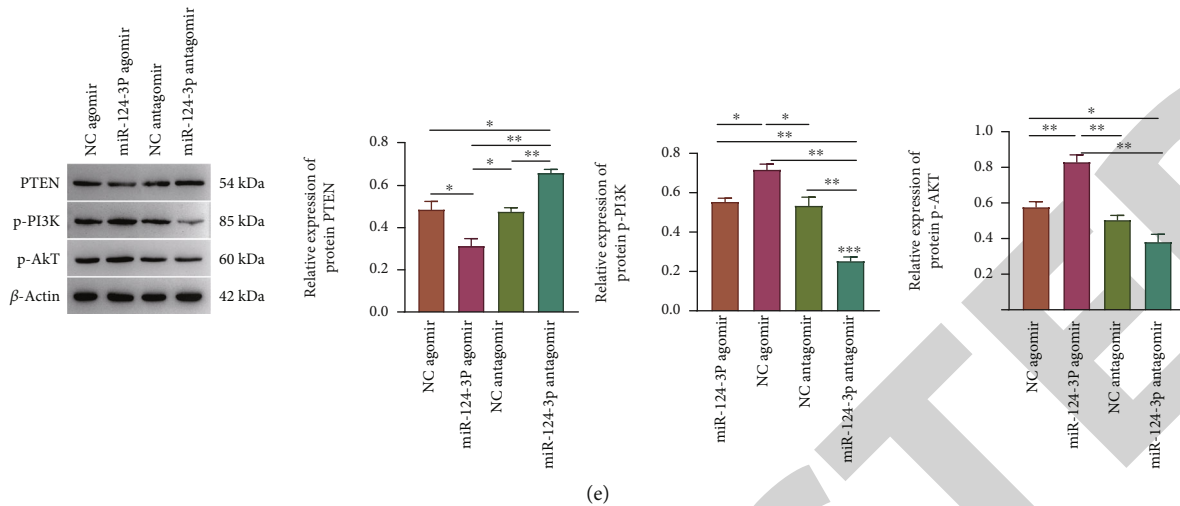 NC agomir
miR-124-3P agomir
NC antagomir
miR-124-3p antagomir
PTEN
54 kDa
p-PI3K
85 kDa
p-AkT
60 kDa
β-Actin
42 kDa
Relative expression of
protein PTEN
0.8
0.6
0.4
0.2
0.0
*
**
*
**
*
NC agomir
miR-124-3P agomir
NC antagomir
miR-124-3p antagomir
Relative expression of
protein p-PI3K
0.8
0.6
0.4
0.2
0.0
*
*
**
**
**
***
miR-124-3P agomir
NC agomir
NC antagomir
miR-124-3p antagomir
Relative expression of
protein p-AKT
1.0
0.8
0.6
0.4
0.2
*
**
**
**
NC agomir
miR-124-3P agomir
NC antagomir
miR-124-3p antagomir
(e)